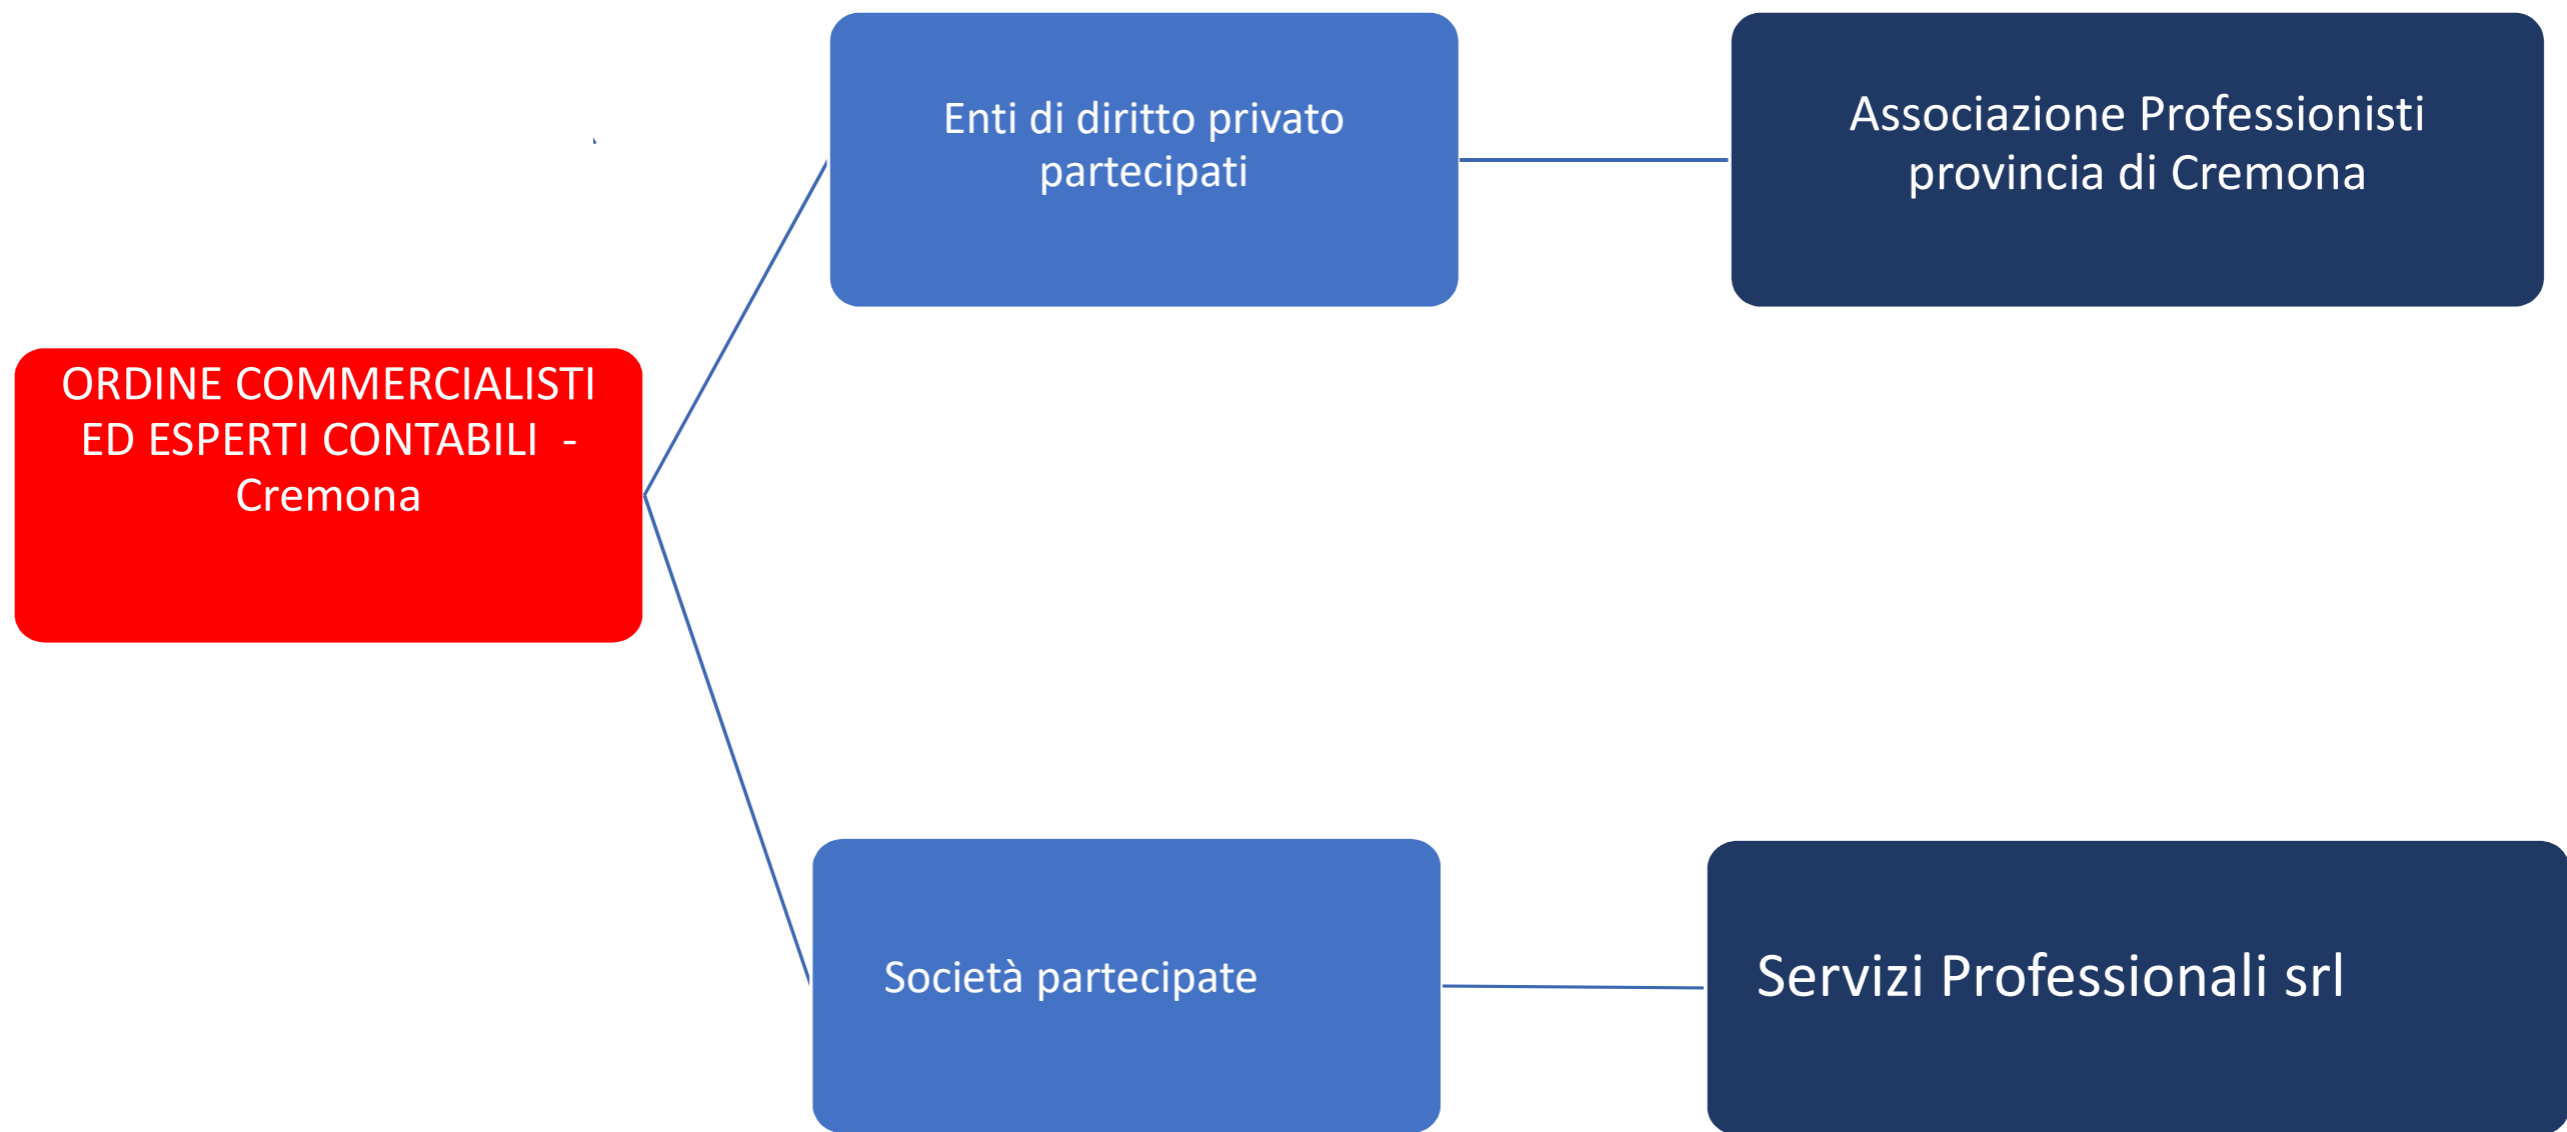 Enti di diritto privato
partecipati
Associazione Professionisti
provincia di Cremona
ORDINE COMMERCIALISTI
ED ESPERTI CONTABILI -
Cremona
Società partecipate
Servizi Professionali srl